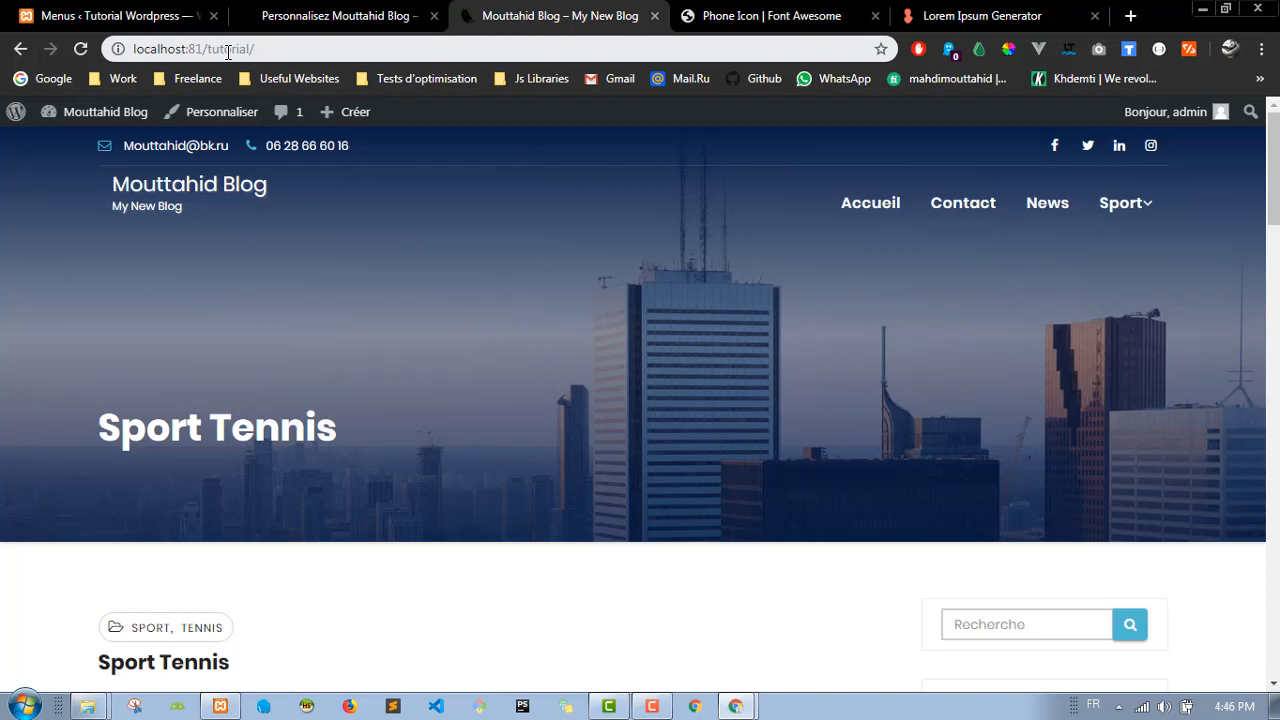 Menus ‹ Tutorial Wordpress —
Personnalisez Mouttahid Blog –
Mouttahid Blog – My New Blog
Phone Icon | Font Awesome
Lorem Ipsum Generator
localhost:81/tutorial/
0
Google
Work
Freelance
Useful Websites
Tests d'optimisation
Js Libraries
Gmail
Mail.Ru
Github
WhatsApp
mahdimouttahid |...
Khdemti | We revol...
»
Mouttahid Blog
Personnaliser
1
Créer
Bonjour, admin
Mouttahid@bk.ru
06 28 66 60 16
Mouttahid Blog
My New Blog
Accueil
Contact
News
Sport
Sport Tennis
SPORT, TENNIS
Recherche
Sport Tennis
FR
4:46 PM